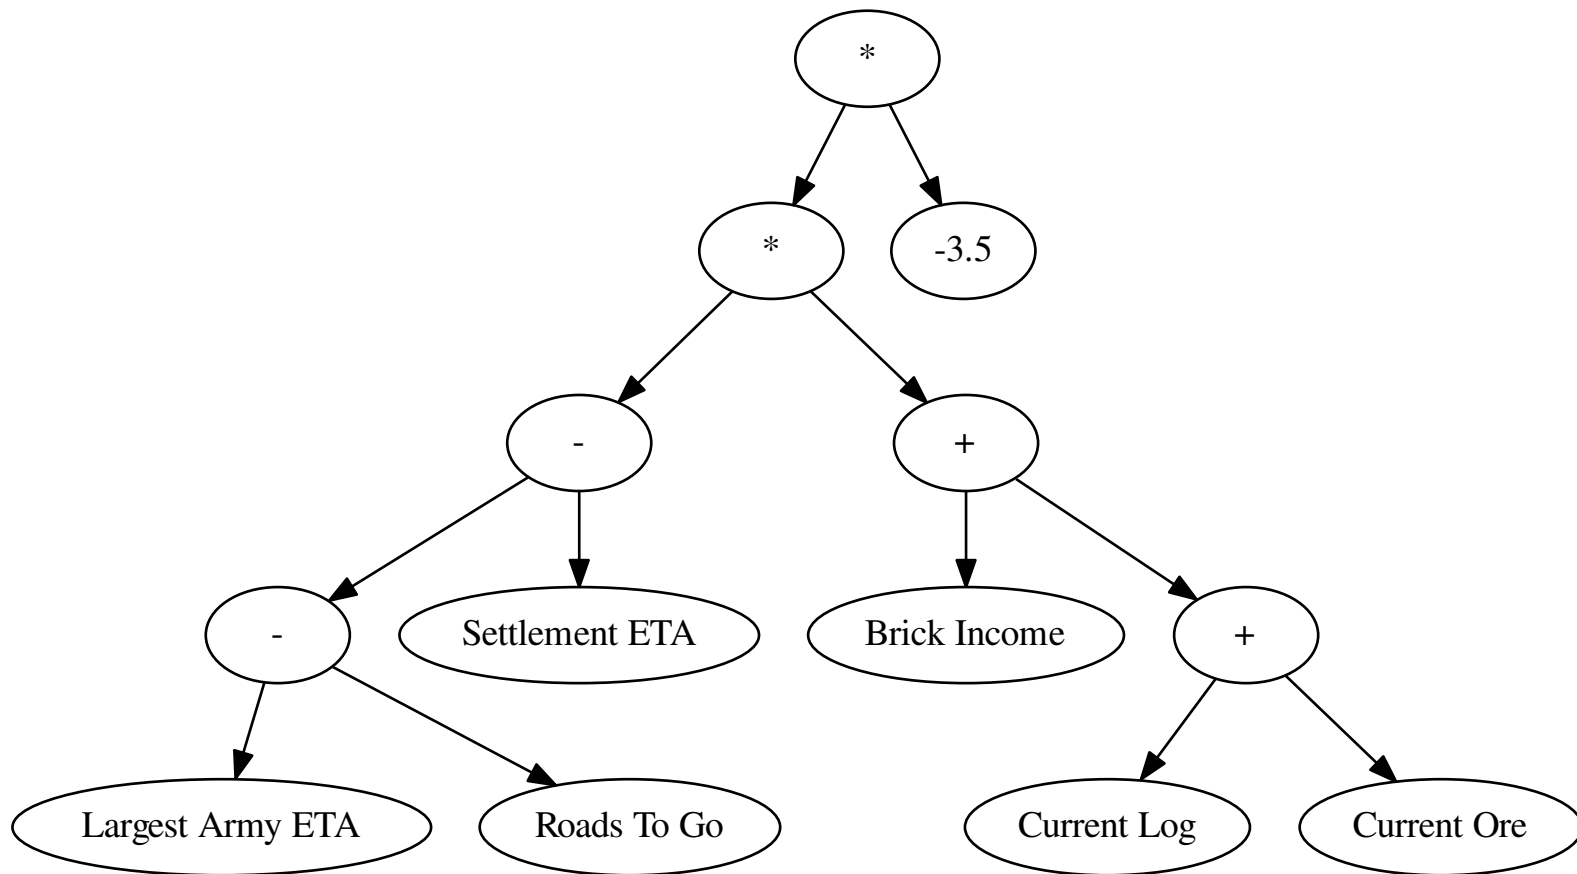 *
*
-3.5
-
+
-
Settlement ETA
Brick Income
+
Largest Army ETA
Roads To Go
Current Log
Current Ore